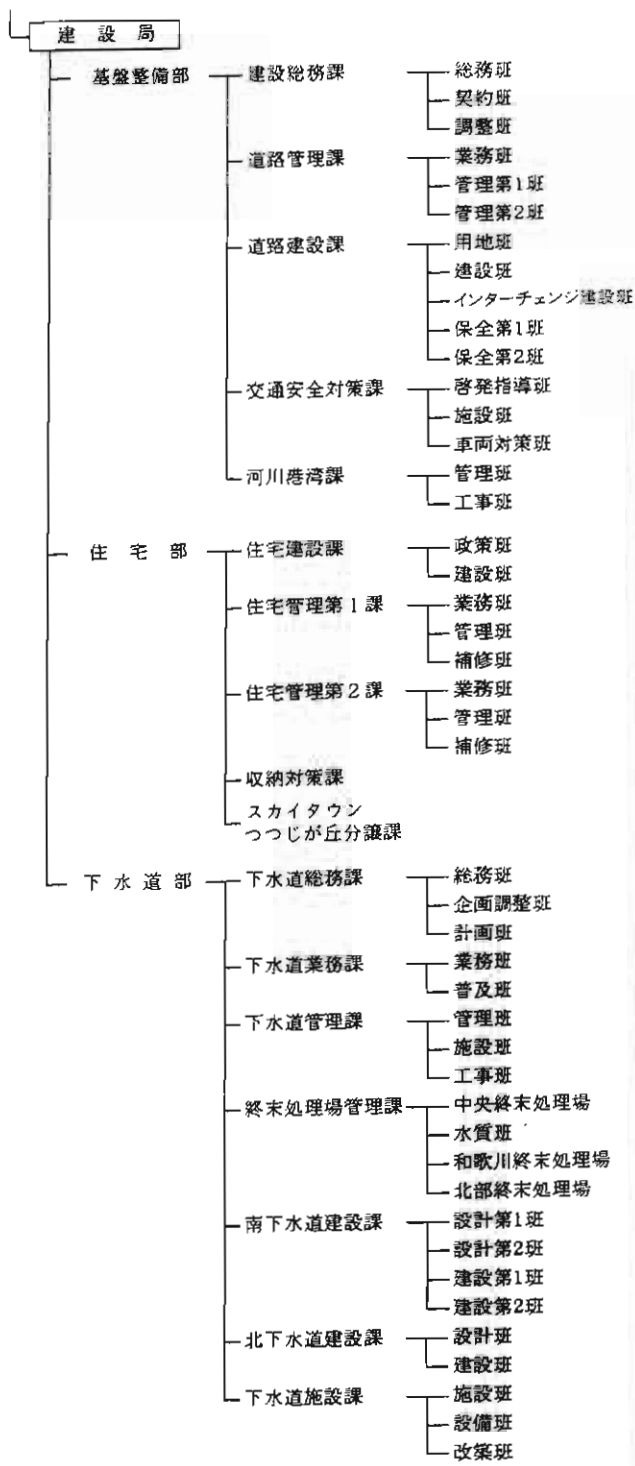 建設局
基盤整備部 建設総務課 総務班
契約班
調整班
道路管理課 業務班
管理第1班
管理第2班
道路建設課 用地班
建設班
インターチェンジ建設班
保全第1班
保全第2班
交通安全対策課 啓発指導班
施設班
車両対策班
河川港湾課 管理班
工事班
住宅部 住宅建設課 政策班
建設班
住宅管理第1課 業務班
管理班
補修班
住宅管理第2課 業務班
管理班
補修班
収納対策課
スカイタウン
つつじが丘分譲課
下水道部 下水道総務課 総務班
企画調整班
計画班
下水道業務課 業務班
普及班
下水道管理課 管理班
施設班
工事班
終末処理場管理課 中央終末処理場
水質班
和歌川終末処理場
北部終末処理場
南下水道建設課 設計第1班
設計第2班
建設第1班
建設第2班
北下水道建設課 設計班
建設班
下水道施設課 施設班
設備班
改築班